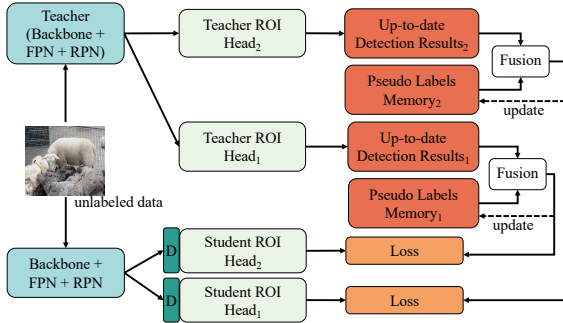 Teacher
(Backbone +
FPN + RPN)
Teacher ROI
Head2
Up-to-date
Detection Results2
Fusion
Pseudo Labels
Memory2
update
Teacher ROI
Head1
Up-to-date
Detection Results1
Fusion
Pseudo Labels
Memory1
update
unlabeled data
Backbone +
FPN + RPN
D
Student ROI
Head2
Loss
D
Student ROI
Head1
Loss